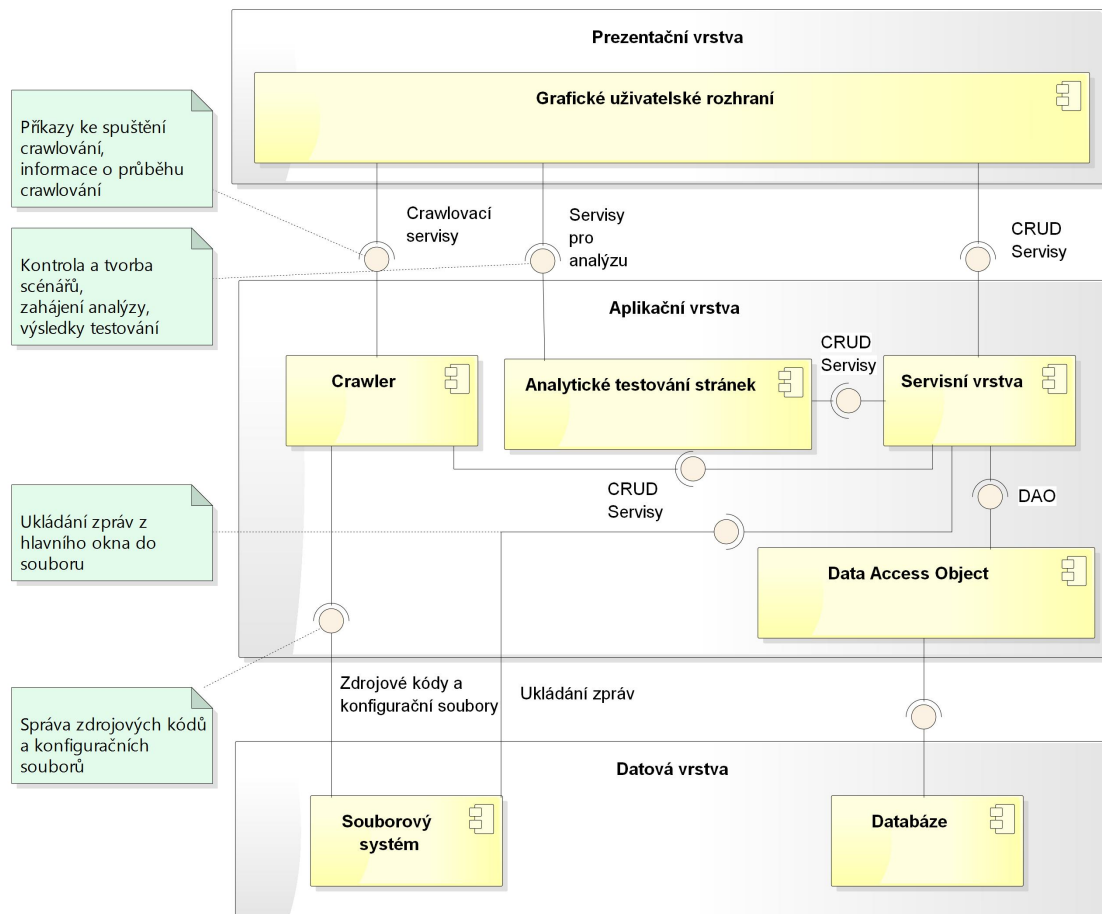 Prezentační vrstva
Grafické uživatelské rozhraní
Příkazy ke spuštění
crawlování,
informace o průběhu
crawlování
Crawlovací
servisy
Servisy
pro
analýzu
CRUD
Servisy
Kontrola a tvorba
scénářů,
zahájení analýzy,
výsledky testování
Aplikační vrstva
Crawler
Analytické testování stránek
CRUD
Servisy
Servisní vrstva
CRUD
Servisy
DAO
Ukládání zpráv z
hlavního okna do
souboru
Data Access Object
Zdrojové kódy a
konfigurační soubory
Ukládání zpráv
Správa zdrojových kódů
a konfiguračních
souborů
Datová vrstva
Souborový
systém
Databáze